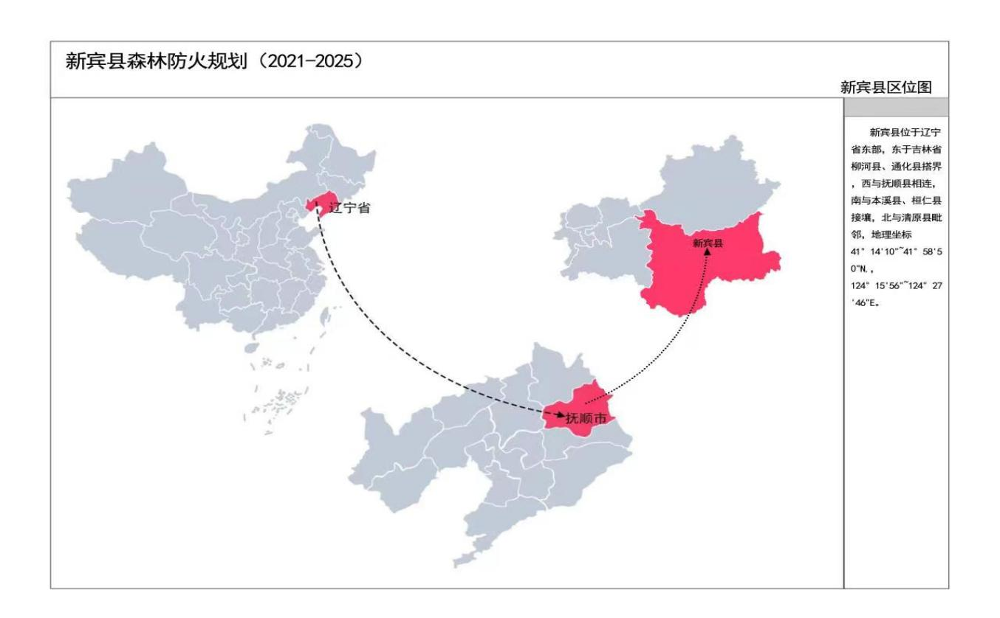 新宾县森林防火规划（2021-2025）
新宾县区位图
新宾县位于辽宁
省东部，东于吉林省
柳河县、通化县搭界
，西与抚顺县相连，
南与本溪县、桓仁县
接壤，北与清原县毗
邻，地理坐标
41°14'10"~41°58'5
0"N,，
124°15'56"~124°27
'46"E。
辽宁省
新宾县
抚顺市